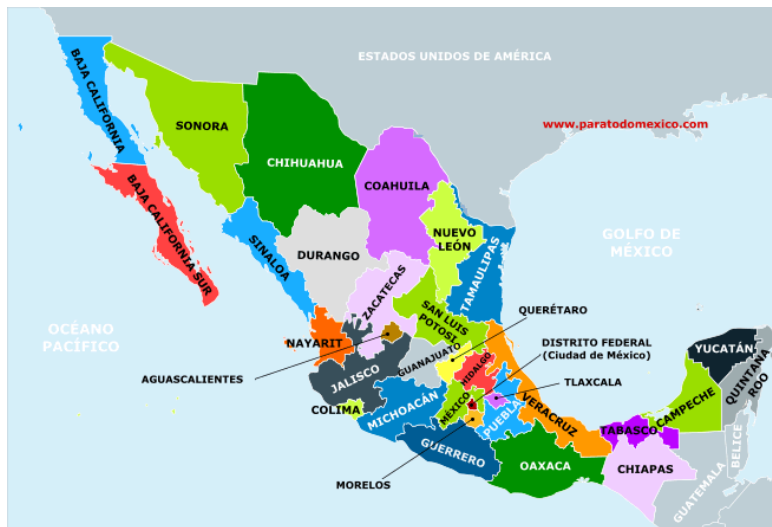 ESTADOS UNIDOS DE AMÉRICA
BAJA CALIFORNIA
SONORA
www.paratodomexico.com
CHIHUAHUA
COAHUILA
BAJA CALIFORNIA SUR
SINALOA
NUEVO
LEÓN
GOLFO DE
MÉXICO
DURANGO
TAMAULIPAS
ZACATECAS
SAN LUIS
POTOSI
QUERÉTARO
OCÉANO
PACÍFICO
NAYARIT
DISTRITO FEDERAL
(Ciudad de México)
YUCATÁN
QUINTANA
ROO
AGUASCALIENTES
JALISCO
GUANAJUATO
HIDALGO
TLAXCALA
COLIMA
MICHOACÁN
MÉXICO
PUEBLA
VERACRUZ
CAMPECHE
TABASCO
GUERRERO
OAXACA
CHIAPAS
BELICE
MORELOS
GUATEMALA